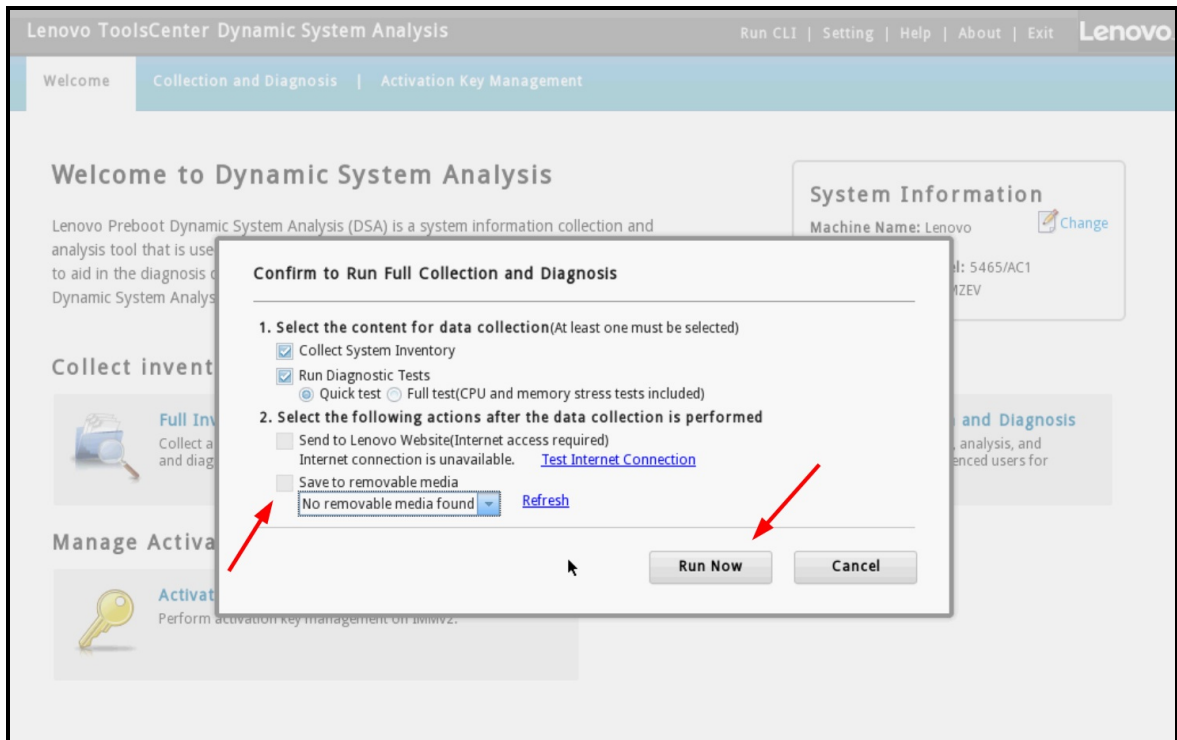 Lenovo ToolsCenter Dynamic System Analysis
Run CLI | Setting | Help | About | Exit Lenovo
Welcome Collection and Diagnosis | Activation Key Management
Welcome to Dynamic System Analysis
Lenovo Preboot Dynamic System Analysis (DSA) is a system information collection and
analysis tool that is use
to aid in the diagnosis
Dynamic System Analys
System Information
Machine Name: Lenovo Change
5465/AC1
MZEV
Collect invent
Full Inv
Collect a
and diag
and Diagnosis
, analysis, and
enced users for
Manage Activa
Activat
Perform activation key management on IMMv2.
Confirm to Run Full Collection and Diagnosis
1. Select the content for data collection(At least one must be selected)
Collect System Inventory
Run Diagnostic Tests
Quick test Full test(CPU and memory stress tests included)
2. Select the following actions after the data collection is performed
Send to Lenovo Website(Internet access required)
Internet connection is unavailable. Test Internet Connection
Save to removable media
No removable media found Refresh
Run Now Cancel